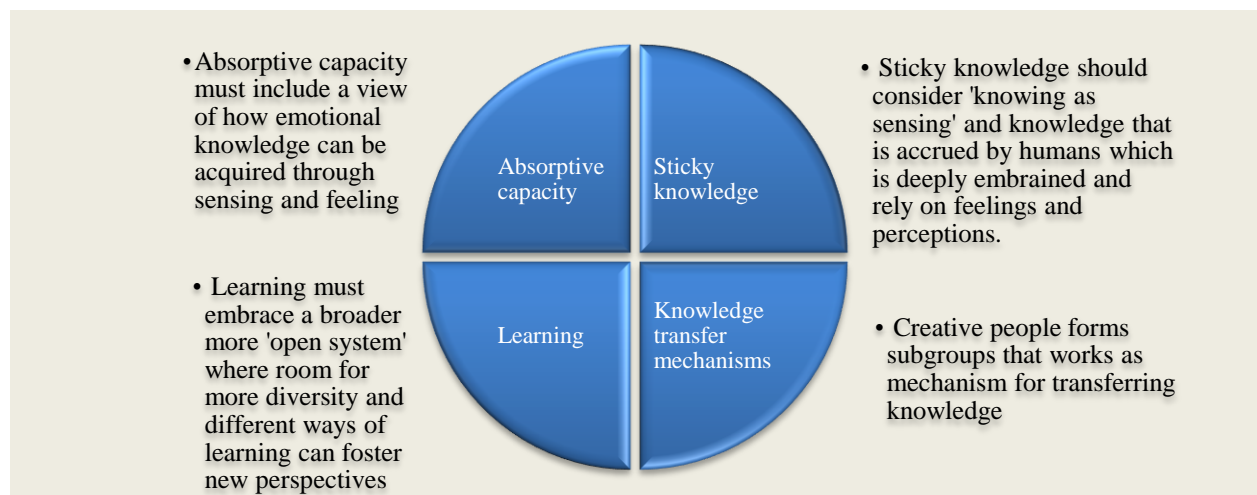 •Absorptive capacity
must include a view
of how emotional
knowledge can be
acquired through
sensing and feeling
Absorptive
capacity
Sticky
knowledge
• Sticky knowledge should
consider 'knowing as
sensing' and knowledge that
is accrued by humans which
is deeply embrained and
rely on feelings and
perceptions.
• Learning must
embrace a broader
more 'open system'
where room for
more diversity and
different ways of
learning can foster
new perspectives
Learning
Knowledge
transfer
mechanisms
• Creative people forms
subgroups that works as
mechanism for transferring
knowledge